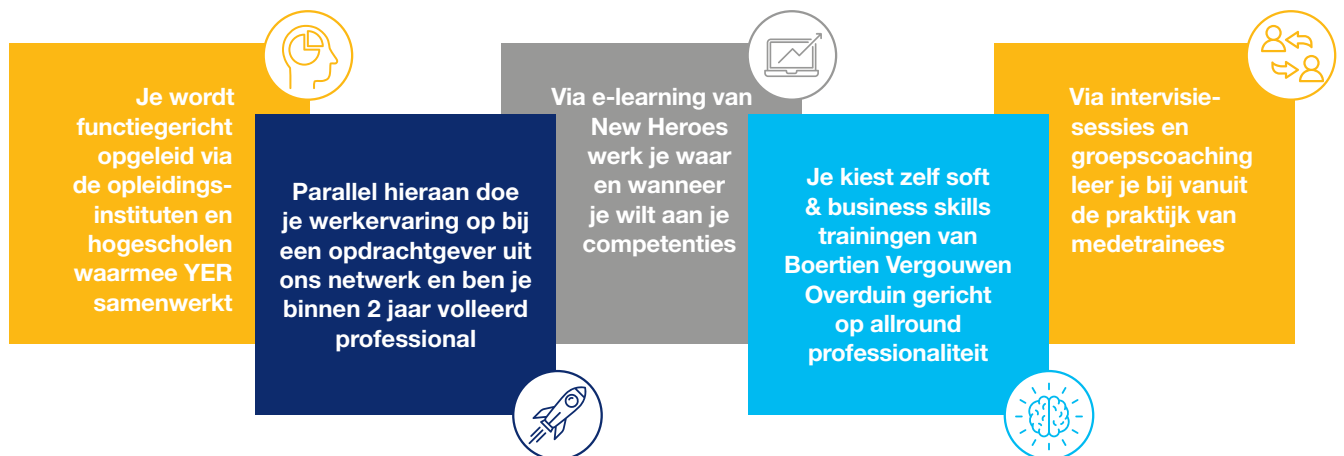 Je wordt
functiegericht
opgeleid via
de opleidings-
instituten en
hogescholen
waarmee YER
samenwerkt
Parallel hieraan doe
je werkervaring op bij
een opdrachtgever uit
ons netwerk en ben je
binnen 2 jaar volleerd
professional
Via e-learning van
New Heroes
werk je waar
en wanneer
je wilt aan je
competenties
Je kiest zelf soft
& business skills
trainingen van
Boertien Vergouwen
Overduin gericht
op allround
professionaliteit
Via intervisie-
sessies en
groepscoaching
leer je bij vanuit
de praktijk van
medetrainees